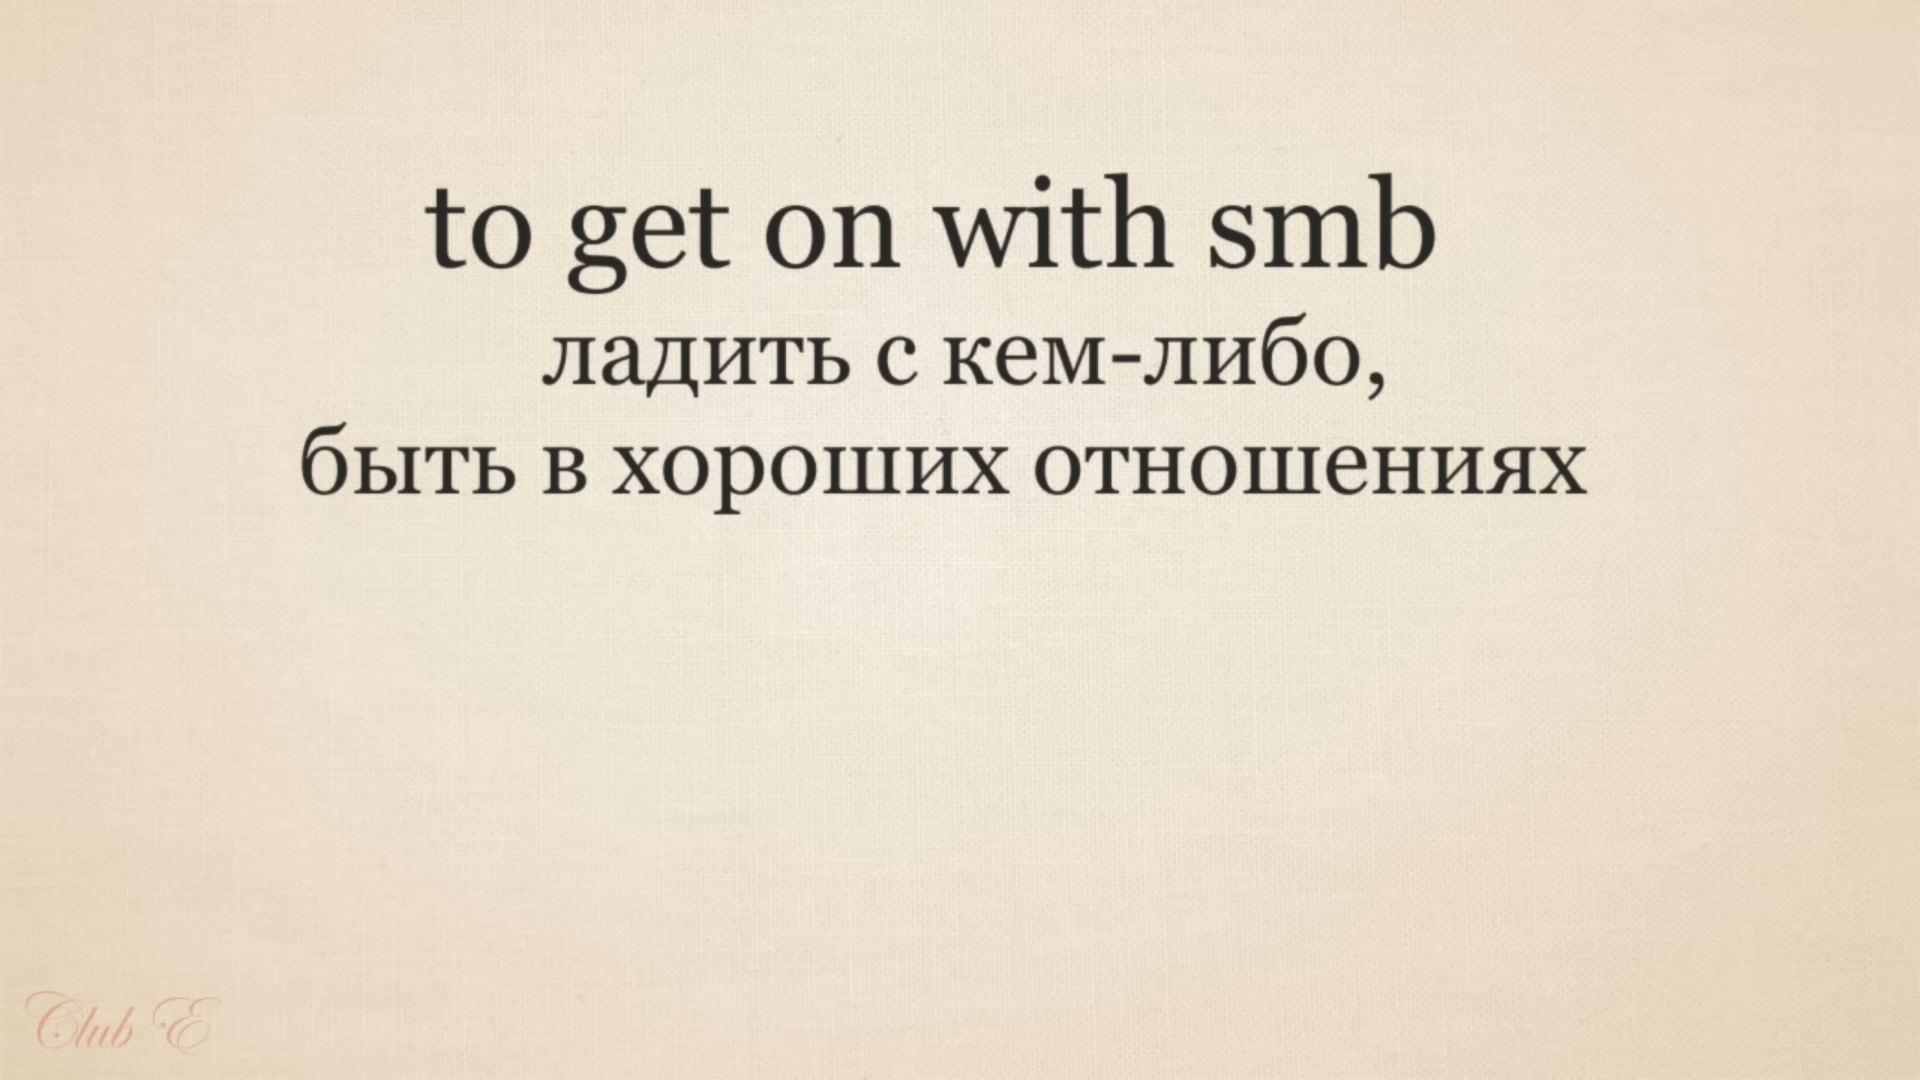 to get on with smb
ладить с кем-либо,
быть в хороших отношениях
Club E